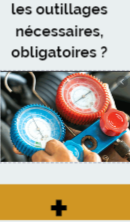 les outillages
nécessaires,
obligatoires ?
+